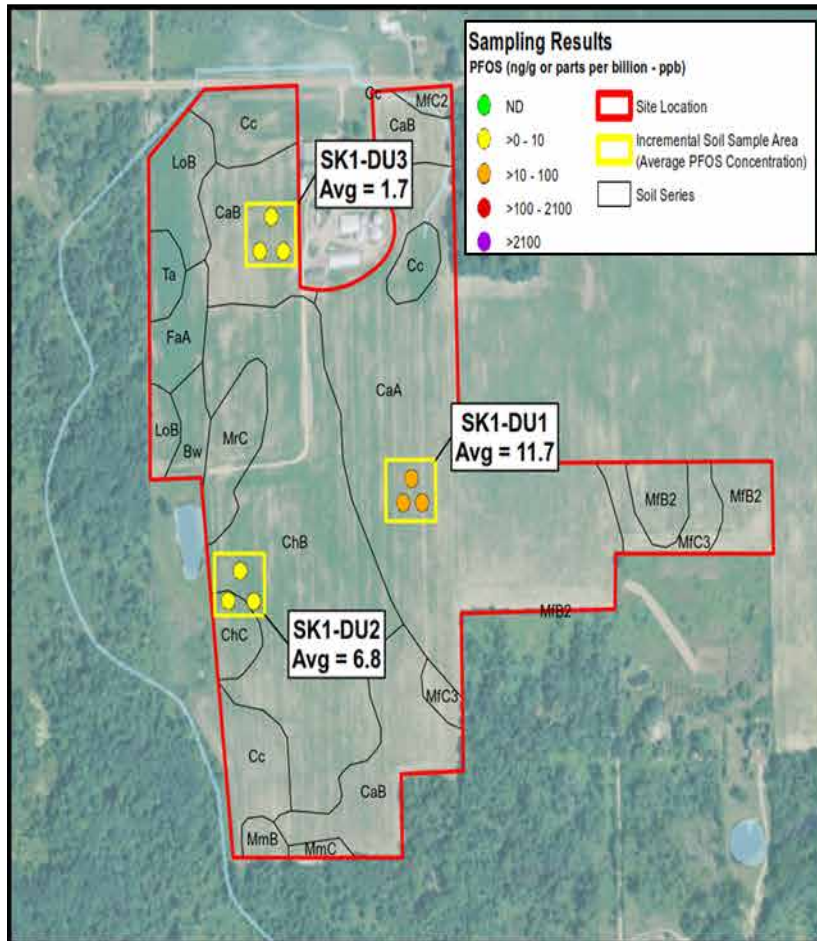 Sampling Results
PFOS (ng/g or parts per billion - ppb)
ND
>0 - 10
>10 - 100
>100 - 2100
>2100
Site Location
Incremental Soil Sample Area
(Average PFOS Concentration)
Soil Series
Cc
MfC2
Cc
CaB
LoB
SK1-DU3
Avg = 1.7
CaB
Ta
Cc
FaA
CaA
LoB
Bw
MrC
SK1-DU1
Avg = 11.7
MfB2
MfB2
MfC3
ChB
MfB2
ChC
SK1-DU2
Avg = 6.8
MfC3
Cc
CaB
MmB
MmC